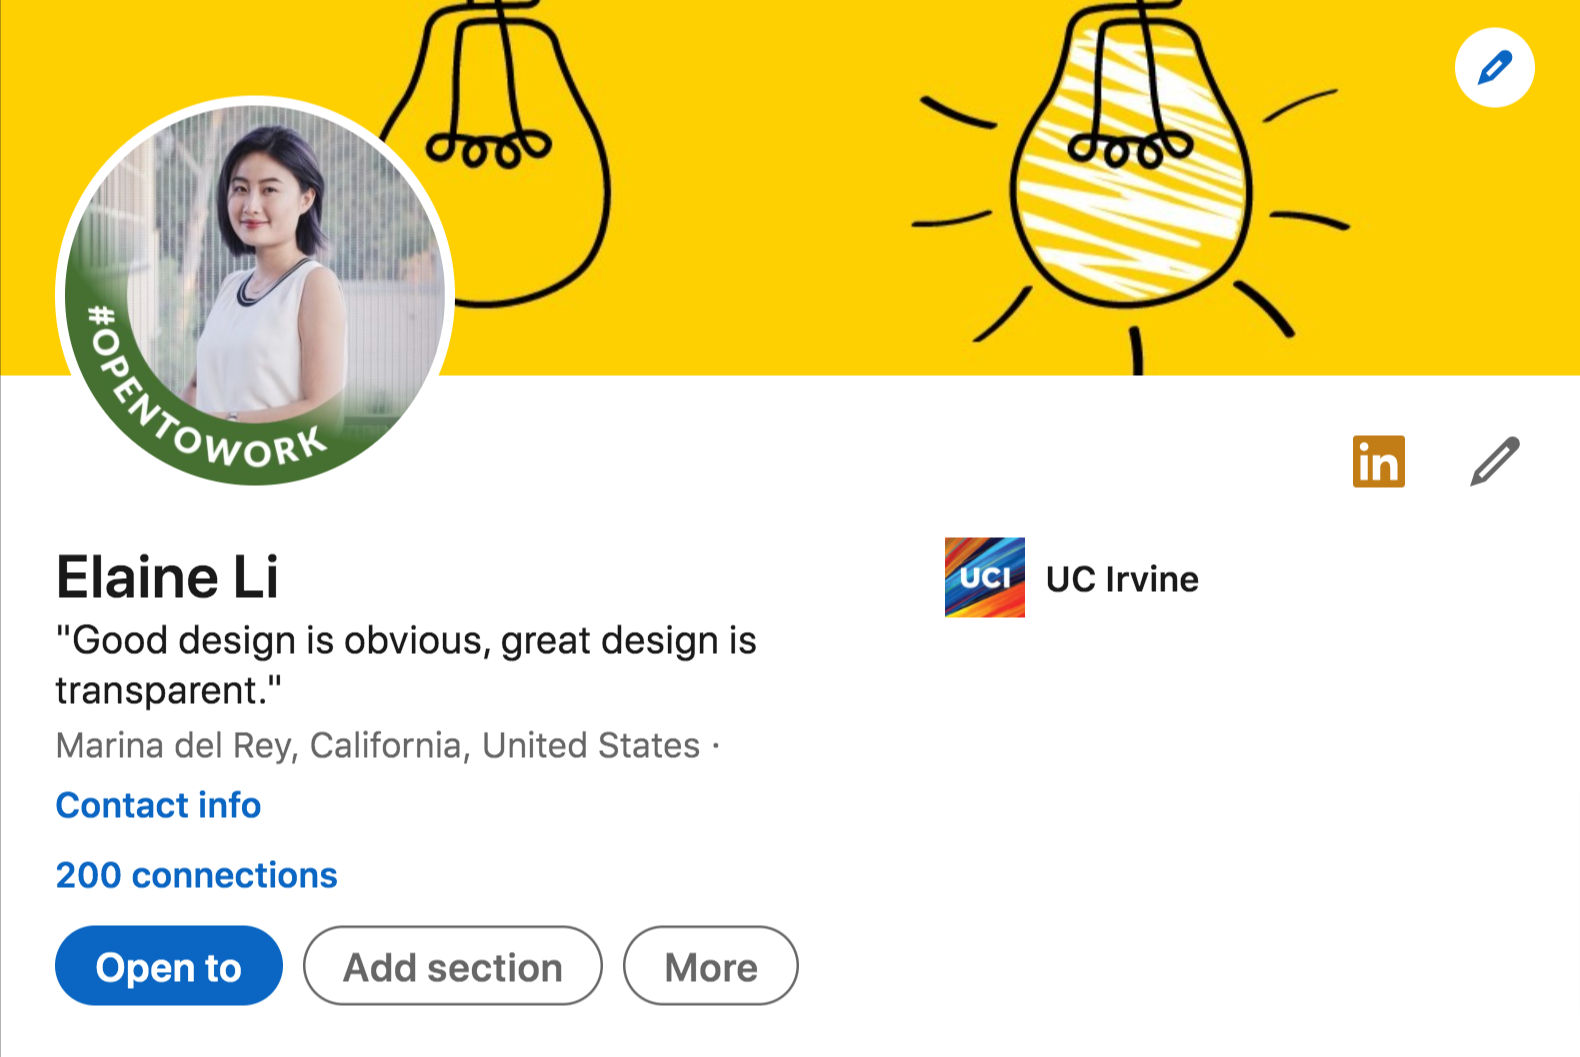 #OPENTOWORK
in
Elaine Li
"Good design is obvious, great design is
transparent."
Marina del Rey, California, United States ·
Contact info
200 connections
UCI
UC Irvine
Open to
Add section
More